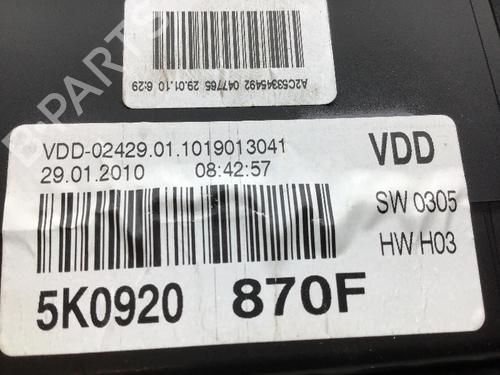 A2C53345492 047765 29.01.10 6:29
B-PARTS
VDD-02429.01.1019013041
29.01.2010 08:42:57
VDD
SW 0305
HW H03
5K0920 870F